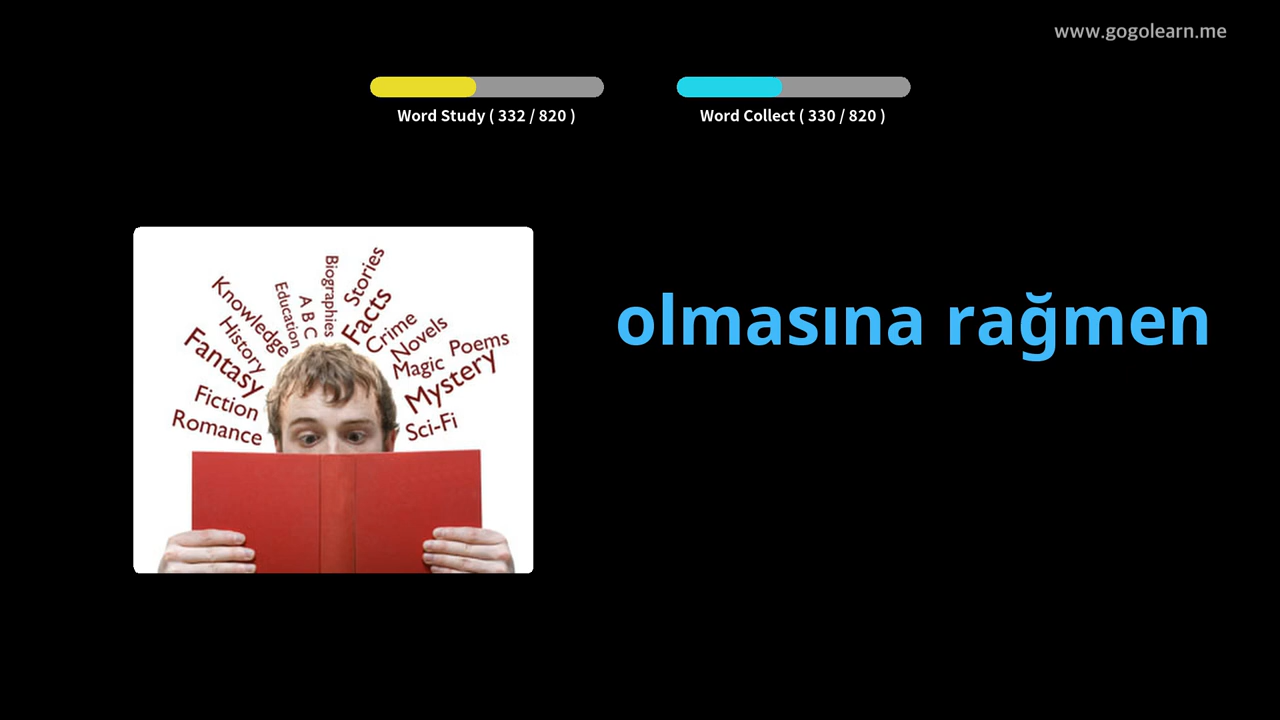 www.gogolearn.me
Word Study ( 332 / 820 )
Word Collect ( 330 / 820 )
olmasına rağmen
Romance
Fiction
Fantasy
History
Knowledge
Education
A B C
Biographies
Stories
Facts
Crime
Novels
Magic
Poems
Mystery
Sci-Fi